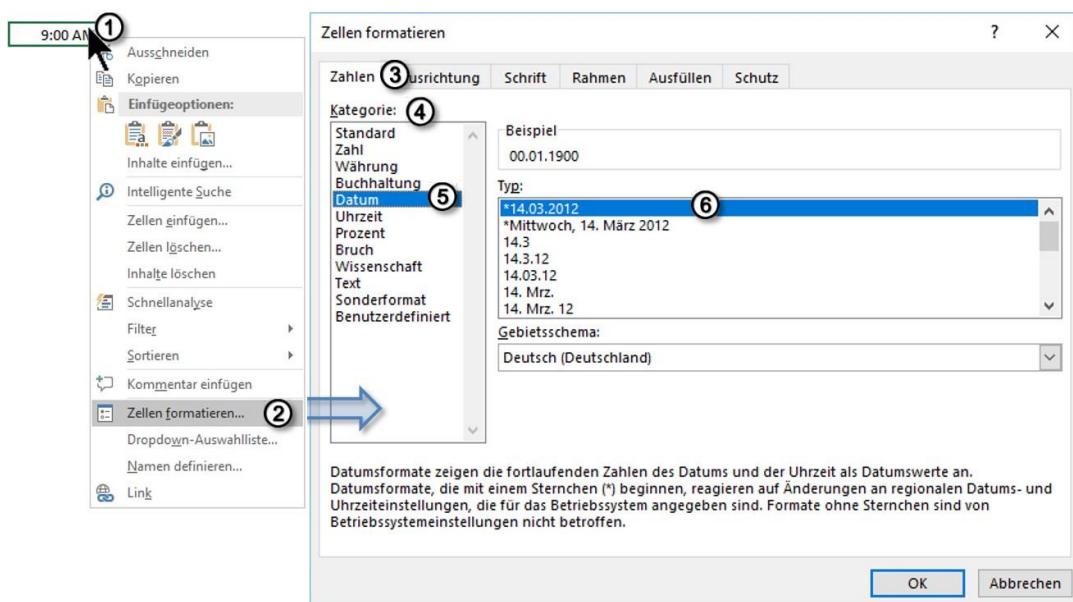 9:00 AM
1
Ausschneiden
Kopieren
Einfügeoptionen:
Inhalte einfügen...
Intelligente Suche
Zellen einfügen...
Zellen löschen...
Inhalte löschen
Schnellanalyse
Filter
Sortieren
Kommentar einfügen
Zellen formatieren... 2
Dropdown-Auswahlliste...
Namen definieren...
Link
Zellen formatieren ?
Zahlen 3 Ausrichtung Schrift Rahmen Ausfüllen Schutz
Kategorie: 4
Standard
Zahl
Währung
Buchhaltung
Datum 5
Uhrzeit
Prozent
Bruch
Wissenschaft
Text
Sonderformat
Benutzerdefiniert
Beispiel
00.01.1900
Typ:
*14.03.2012 6
*Mittwoch, 14. März 2012
14.3
14.3.12
14.03.12
14. Mrz.
14. Mrz. 12
Gebietsschema:
Deutsch (Deutschland)
Datumsformate zeigen die fortlaufenden Zahlen des Datums und der Uhrzeit als Datumswerte an.
Datumsformate, die mit einem Sternchen (*) beginnen, reagieren auf Änderungen an regionalen Datums- und
Uhrzeiteinstellungen, die für das Betriebssystem angegeben sind. Formate ohne Sternchen sind von
Betriebssystemeinstellungen nicht betroffen.
OK Abbrechen